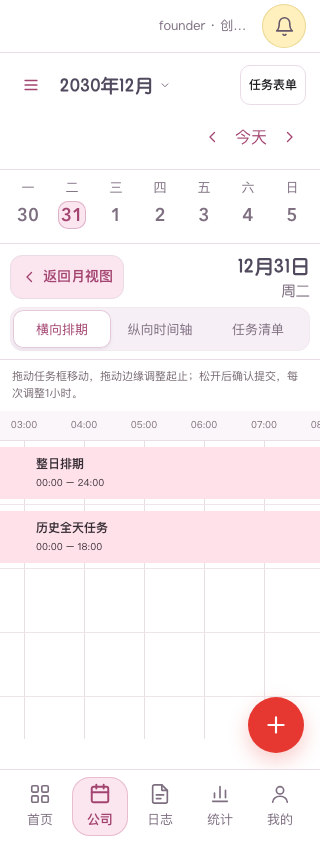 founder · 创...
2030年12月
任务表单
今天
一 二 三 四 五 六 日
30 31 1 2 3 4 5
返回月视图
12月31日
周二
横向排期 纵向时间轴 任务清单
拖动任务框移动，拖动边缘调整起止；松开后确认提交，每
次调整1小时。
03:00 04:00 05:00 06:00 07:00 08
整日排期
00:00 — 24:00
历史全天任务
00:00 — 18:00
首页 公司 日志 统计 我的